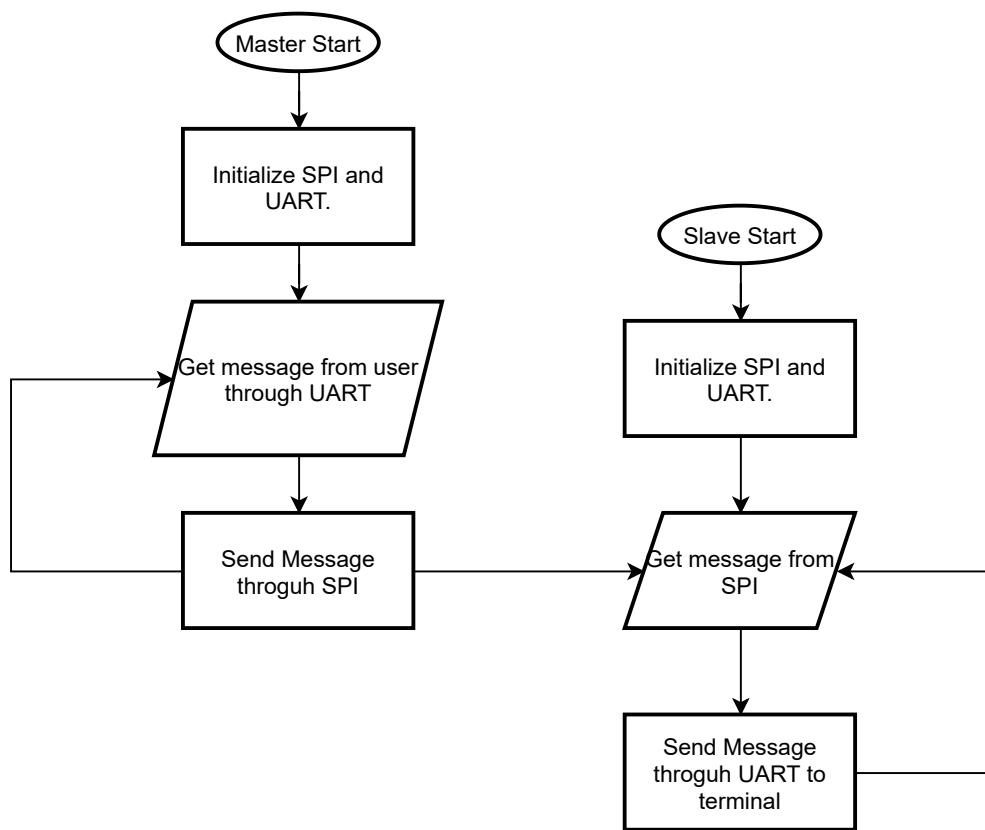 Master Start
Initialize SPI and
UART.
Slave Start
Get message from user
through UART
Initialize SPI and
UART.
Send Message
throguh SPI
Get message from
SPI
Send Message
throguh UART to
terminal